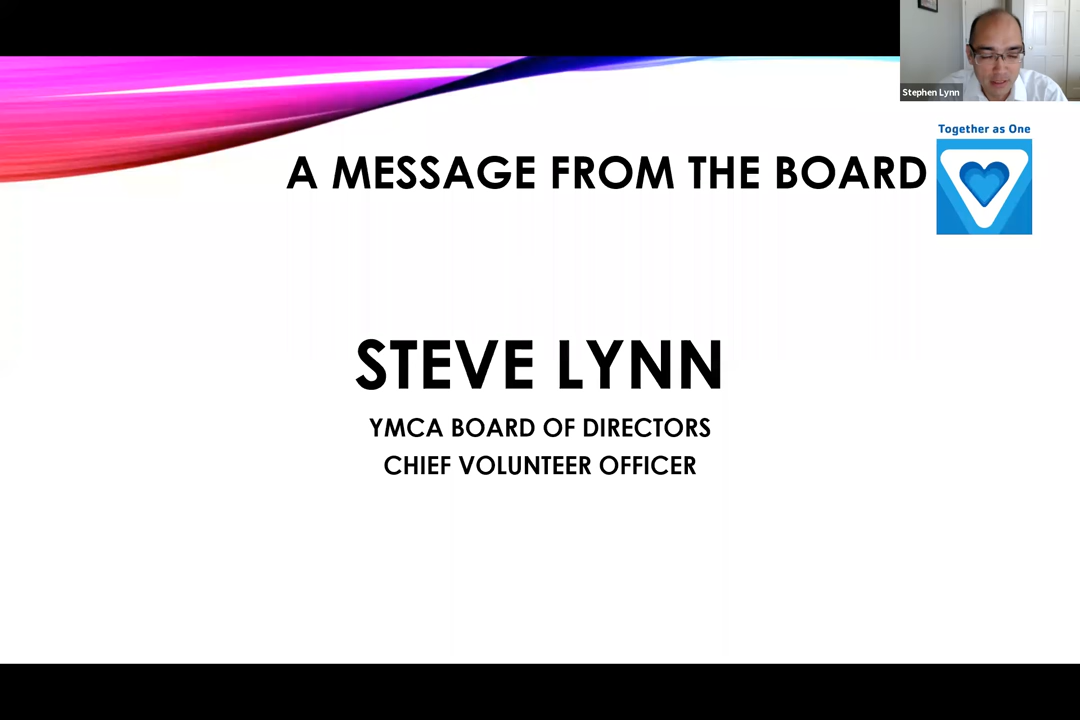 Stephen Lynn
Together as One
A MESSAGE FROM THE BOARD
STEVE LYNN
YMCA BOARD OF DIRECTORS
CHIEF VOLUNTEER OFFICER